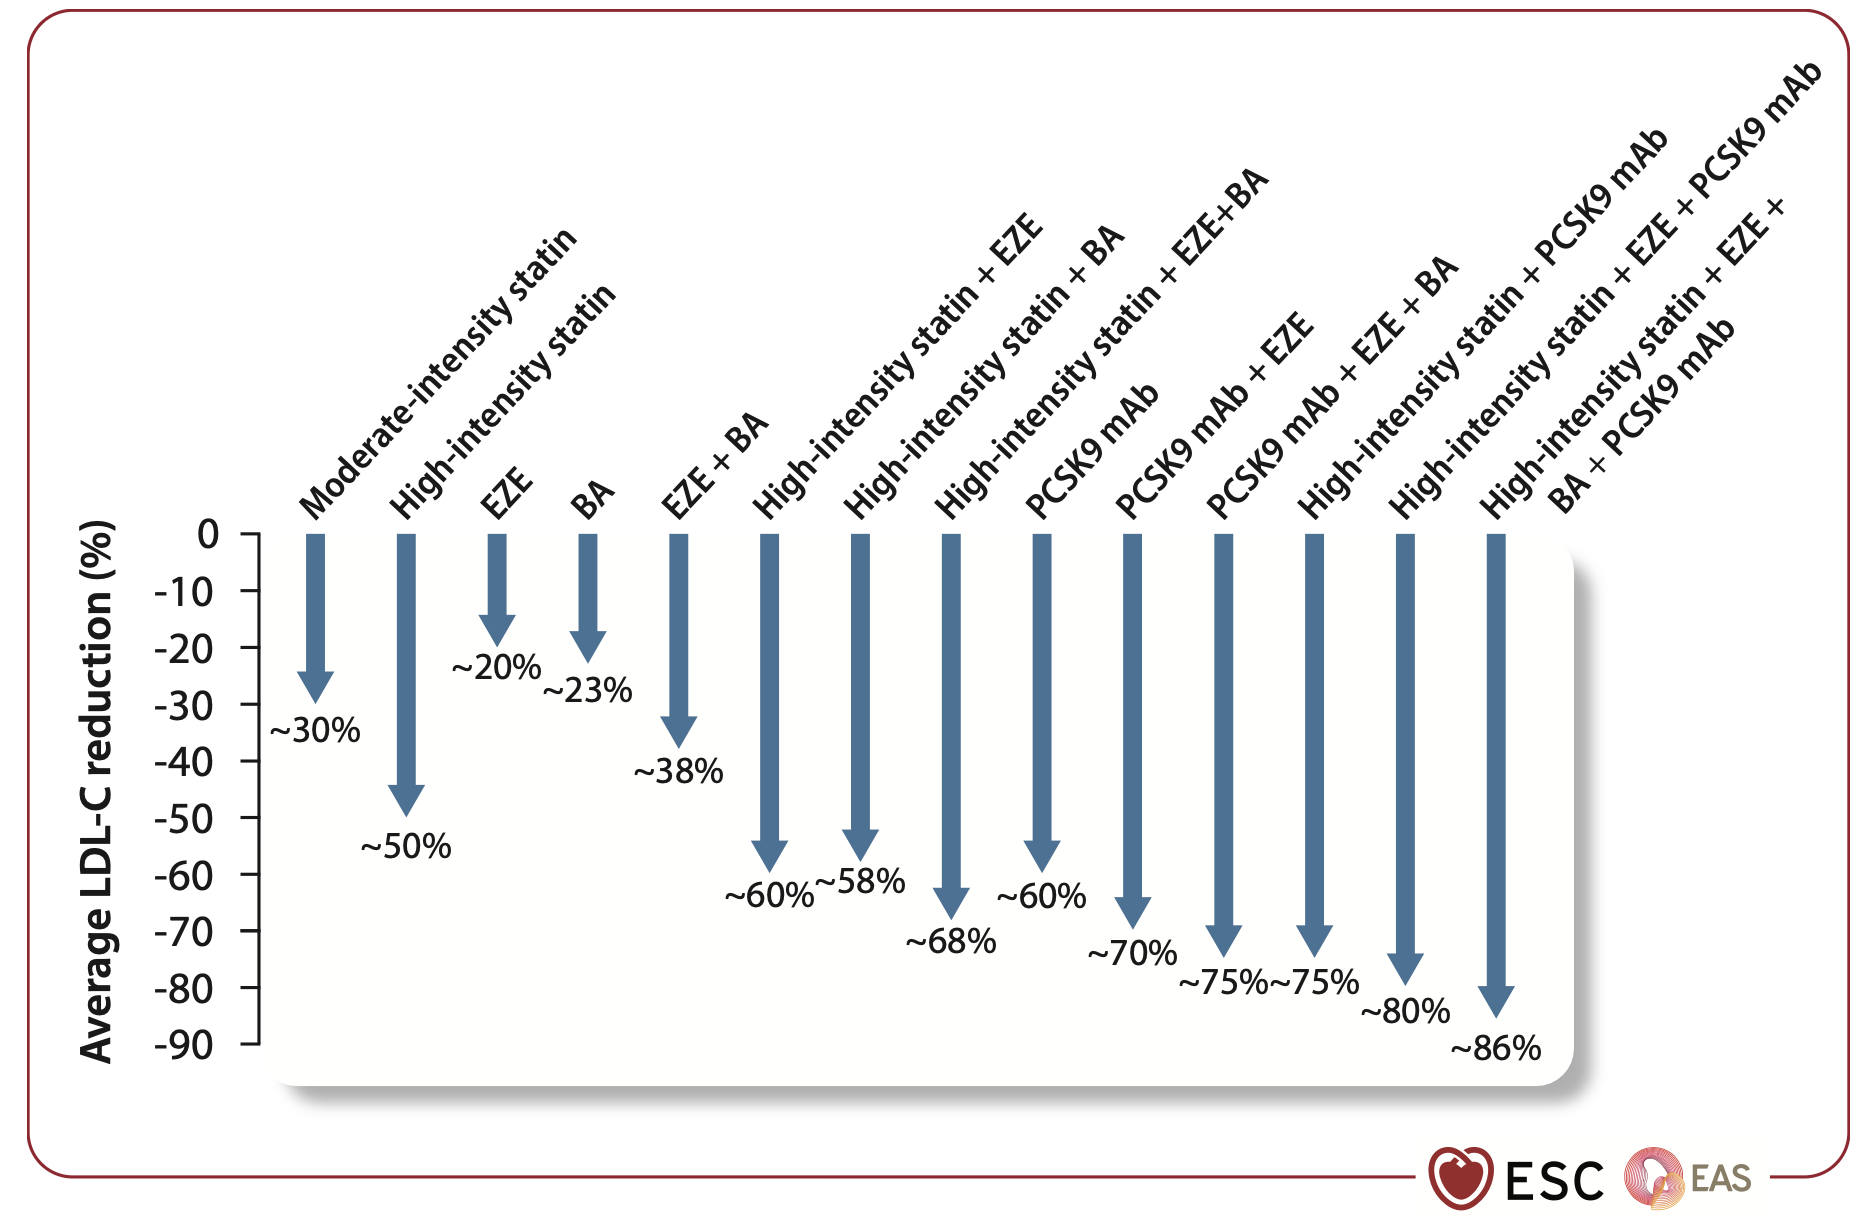 Moderate-intensity statin
High-intensity statin
EZE
BA
EZE + BA
High-intensity statin + EZE
High-intensity statin + BA
High-intensity statin + EZE+BA
PCSK9 mAb
PCSK9 mAb + EZE
PCSK9 mAb + EZE + BA
High-intensity statin + PCSK9 mAb
High-intensity statin + EZE + PCSK9 mAb
High-intensity statin + EZE +
BA + PCSK9 mAb
Average LDL-C reduction (%)
0
-10
-20
-30
-40
-50
-60
-70
-80
-90
~30%
~50%
~20%
~23%
~38%
~60%
~58%
~68%
~60%
~70%
~75%
~75%
~80%
~86%
ESC
EAS